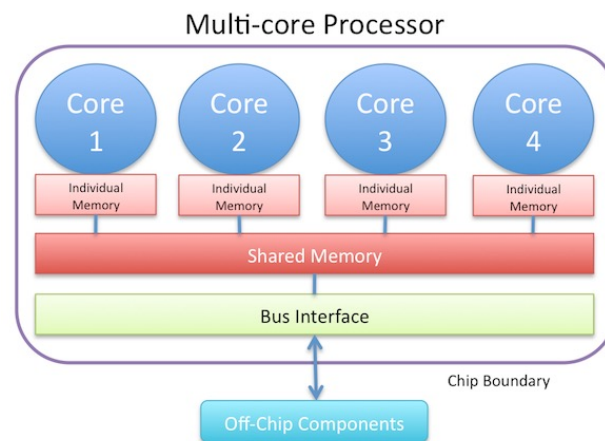 Multi-core Processor
Core
1
Core
2
Core
3
Core
4
Individual
Memory
Individual
Memory
Individual
Memory
Individual
Memory
Shared Memory
Bus Interface
Chip Boundary
Off-Chip Components